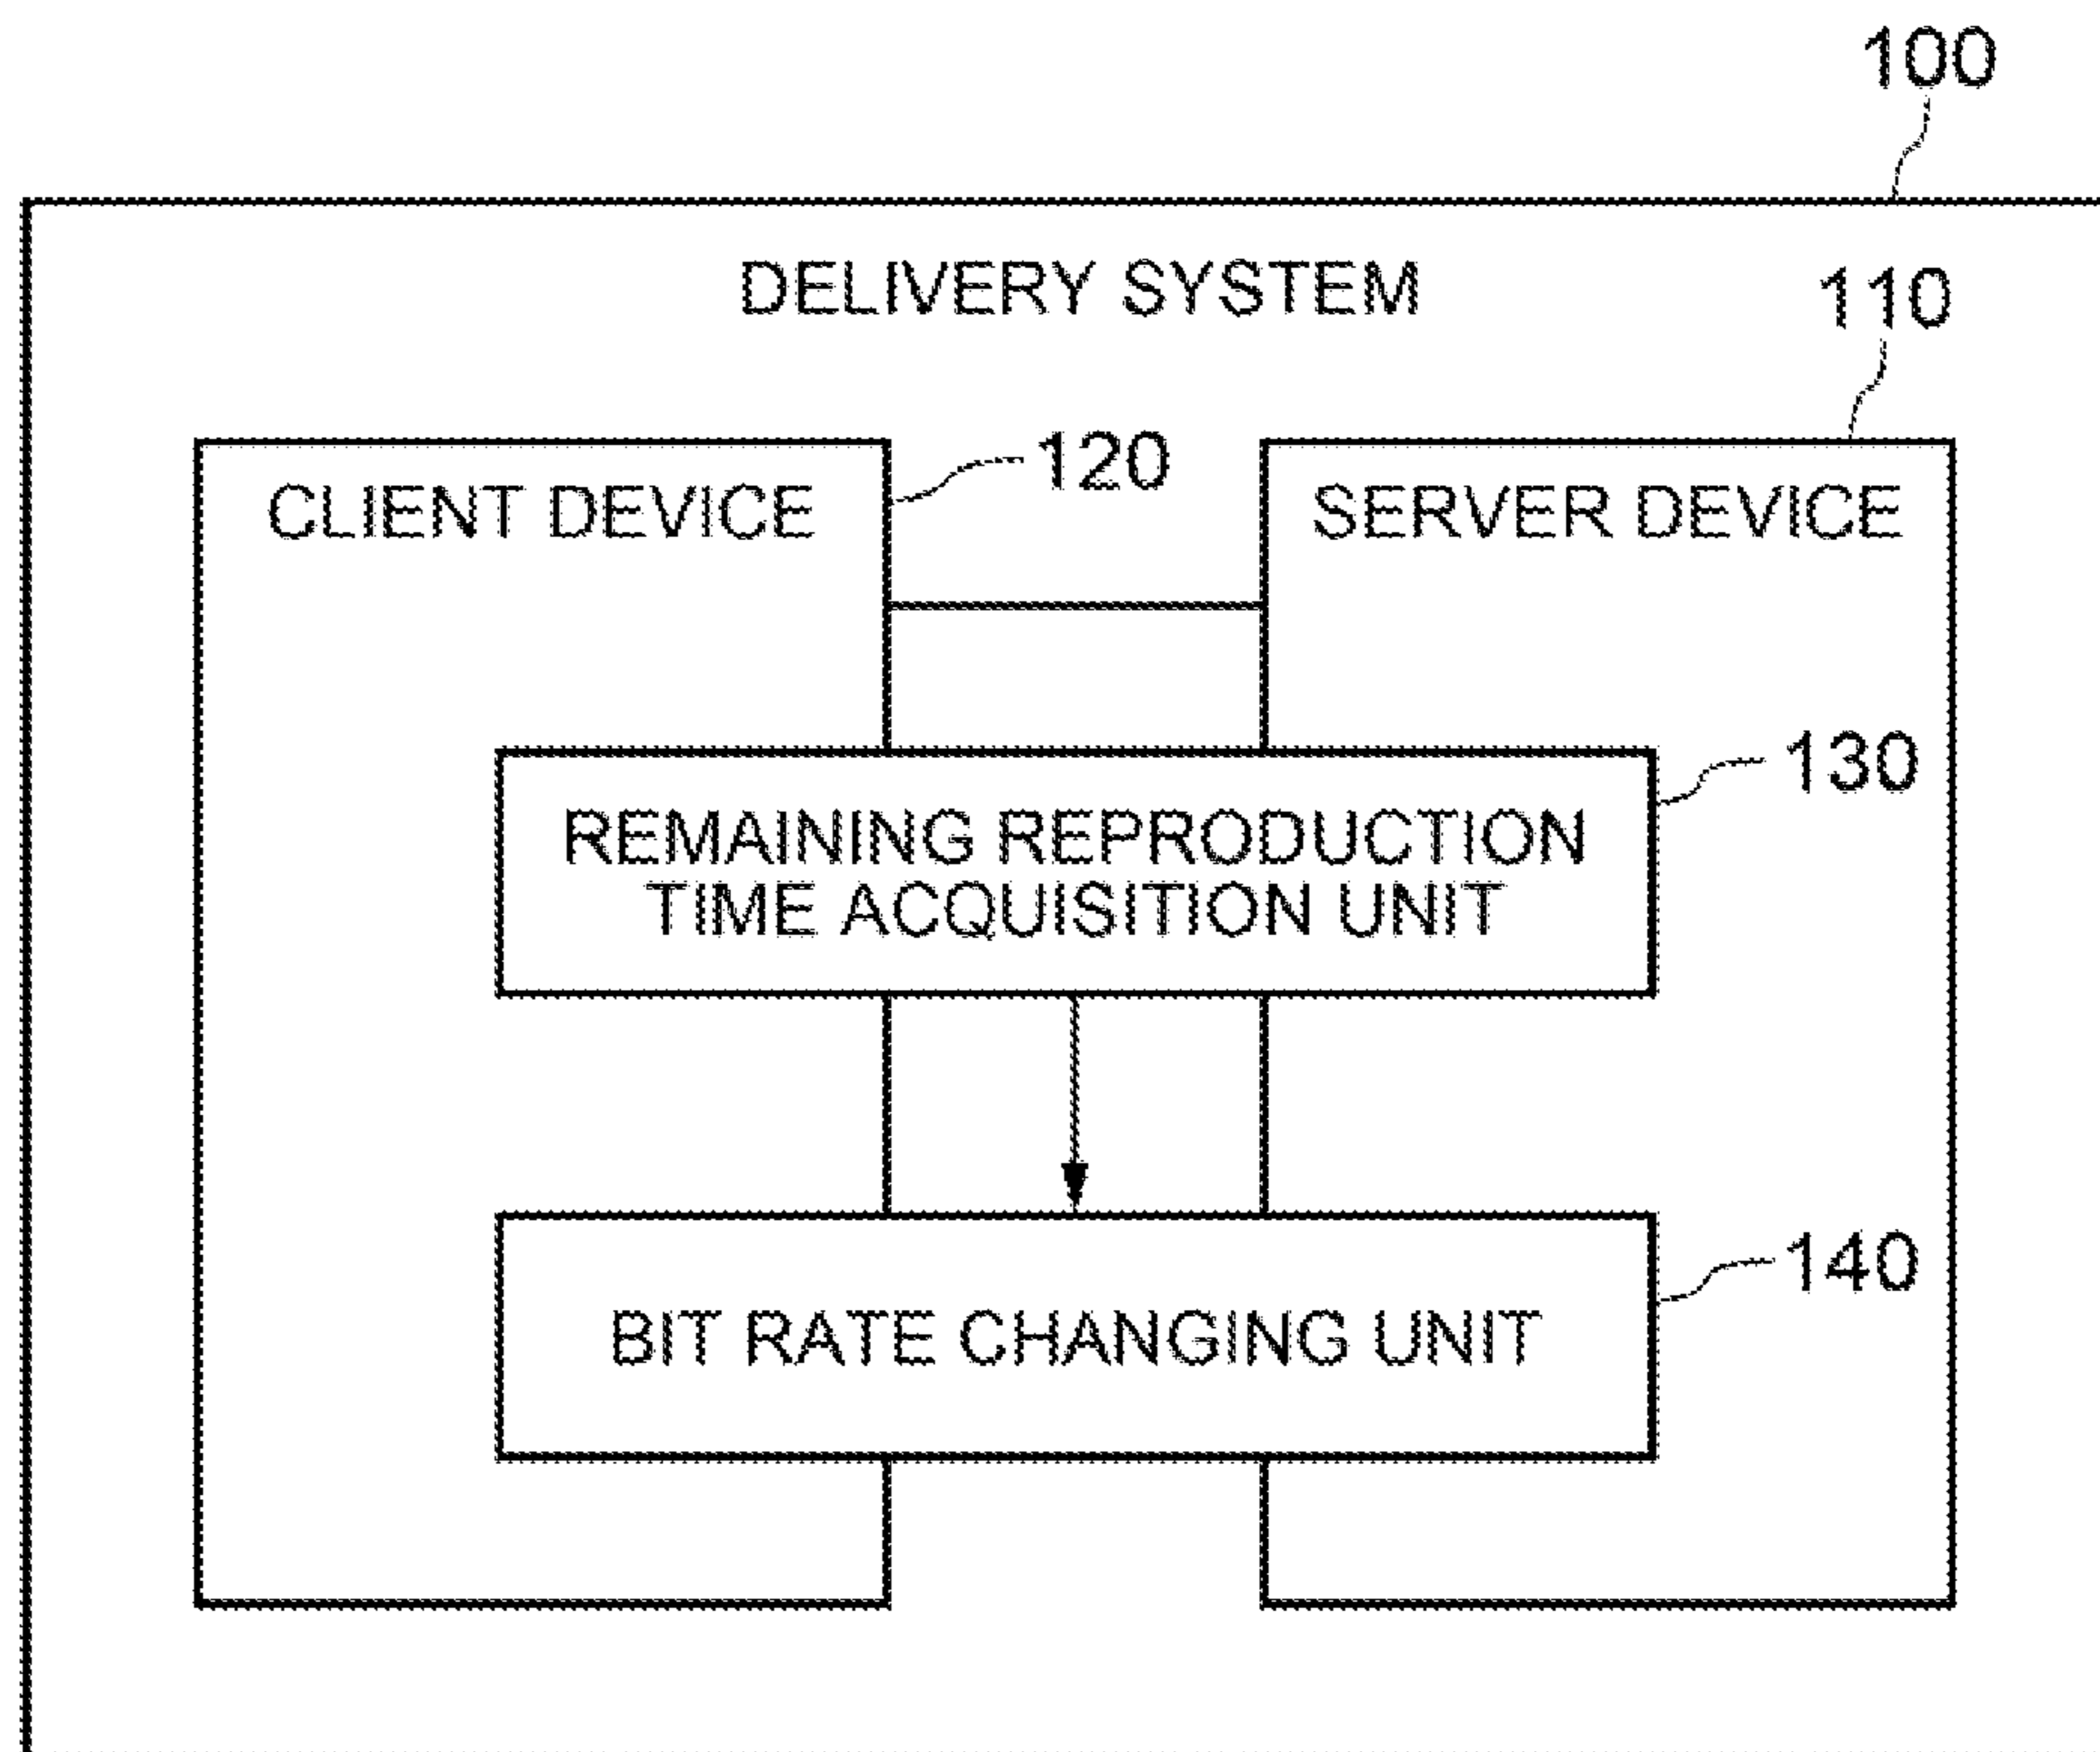 100
DELIVERY SYSTEM
110
CLIENT DEVICE
120
SERVER DEVICE
130
REMAINING REPRODUCTION
TIME ACQUISITION UNIT
140
BIT RATE CHANGING UNIT